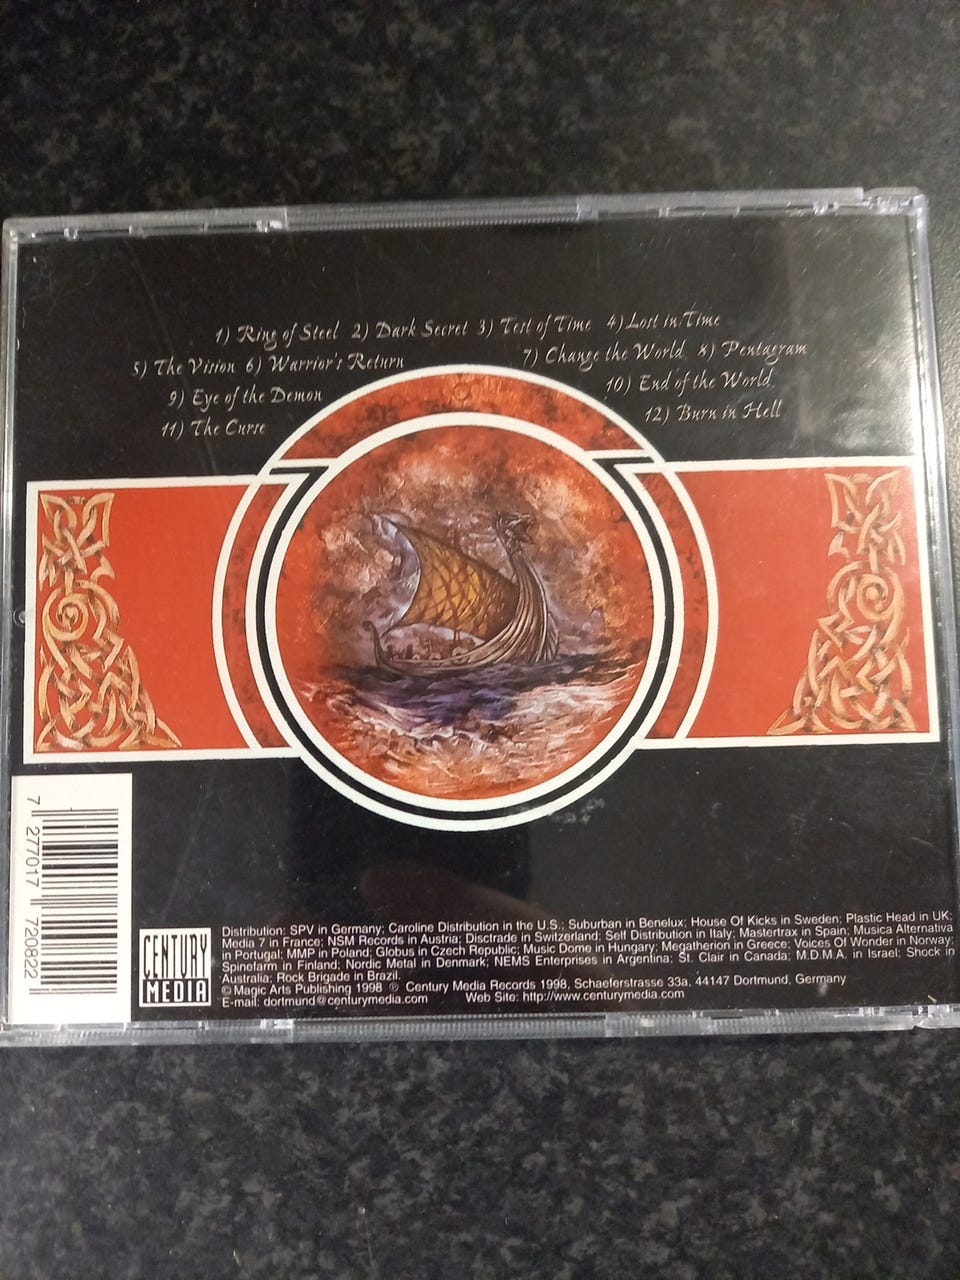 1) Ring of Steel 2) Dark Secret 3) Test of Time 4) Lost in Time
5) The Vision 6) Warrior's Return 7) Change the World 8) Pentagram
9) Eye of the Demon 10) End of the World
11) The Curse 12) Burn in Hell
7 277017 720822
CENTURY
MEDIA
Distribution: SPV in Germany; Caroline Distribution in the U.S.; Suburban in Benelux; House Of Kicks in Sweden; Plastic Head in UK;
Media 7 in France; NSM Records in Austria; Disctrade in Switzerland; Self Distribution in Italy; Mastertrax in Spain; Musica Alternativa
in Portugal; MMP in Poland; Globus in Czech Republic; Music Dome in Hungary; Megatherion in Greece; Voices Of Wonder in Norway;
Spinefarm in Finland; Nordic Metal in Denmark; NEMS Enterprises in Argentina; St. Clair in Canada; M.D.M.A. in Israel; Shock in
Australia, Rock Brigade in Brazil.
© Magic Arts Publishing 1998 ℗ Century Media Records 1998, Schaeferstrasse 33a, 44147 Dortmund, Germany
E-mail: dortmund@centurymedia.com Web Site: http://www.centurymedia.com